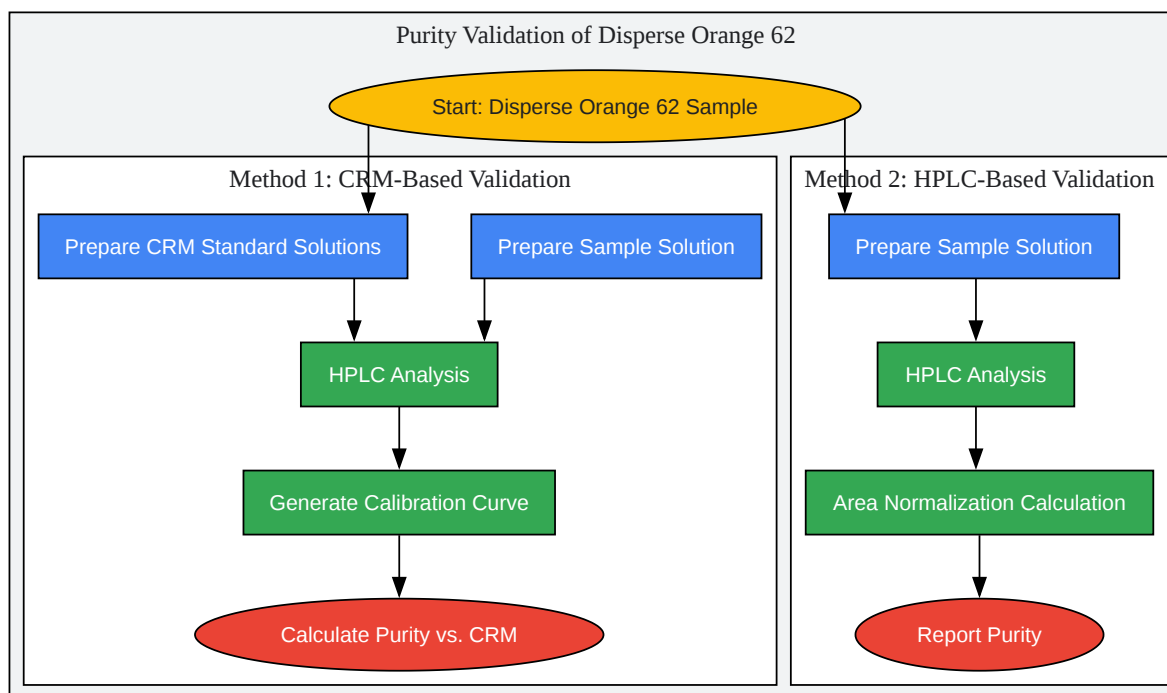 Purity Validation of Disperse Orange 62
Start: Disperse Orange 62 Sample
Method 1: CRM-Based Validation
Prepare CRM Standard Solutions
Prepare Sample Solution
HPLC Analysis
Generate Calibration Curve
Calculate Purity vs. CRM
Method 2: HPLC-Based Validation
Prepare Sample Solution
HPLC Analysis
Area Normalization Calculation
Report Purity